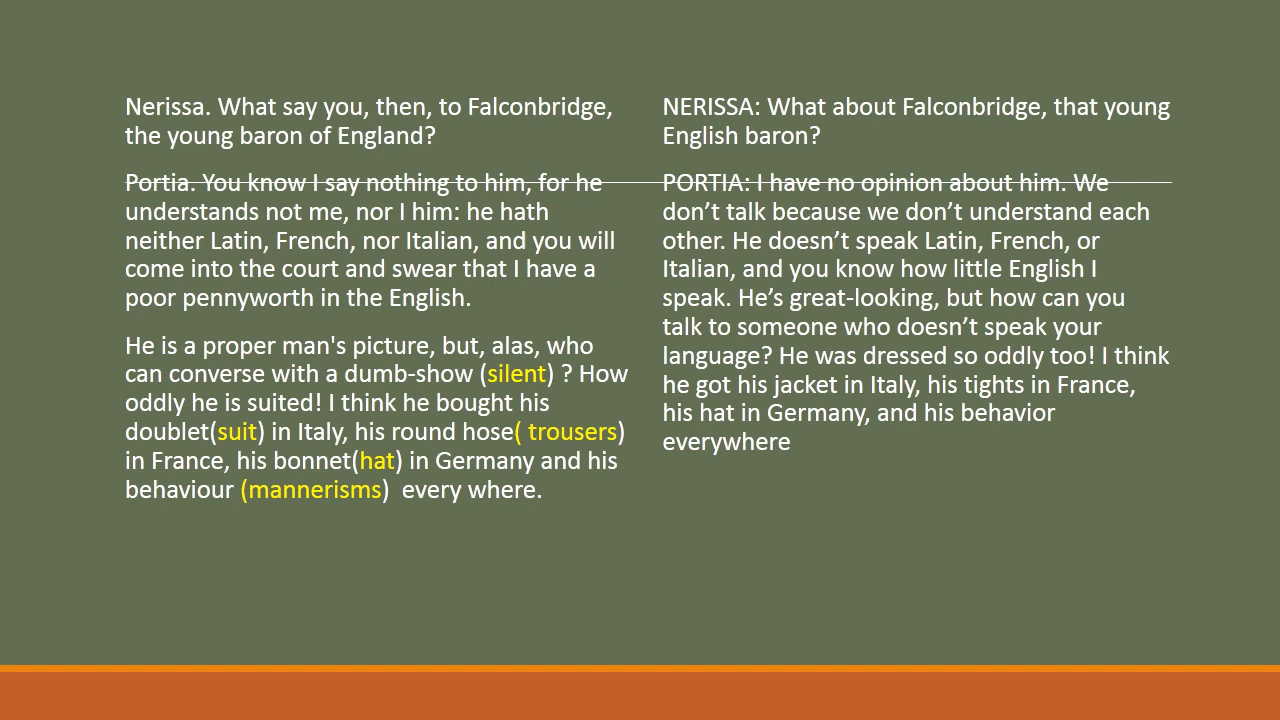 Nerissa. What say you, then, to Falconbridge,
the young baron of England?
Portia. You know I say nothing to him, for he
understands not me, nor I him: he hath
neither Latin, French, nor Italian, and you will
come into the court and swear that I have a
poor pennyworth in the English.
He is a proper man's picture, but, alas, who
can converse with a dumb-show (silent) ? How
oddly he is suited! I think he bought his
doublet(suit) in Italy, his round hose( trousers)
in France, his bonnet(hat) in Germany and his
behaviour (mannerisms)  every where.
NERISSA: What about Falconbridge, that young
English baron?
PORTIA: I have no opinion about him. We
don’t talk because we don’t understand each
other. He doesn’t speak Latin, French, or
Italian, and you know how little English I
speak. He’s great-looking, but how can you
talk to someone who doesn’t speak your
language? He was dressed so oddly too! I think
he got his jacket in Italy, his tights in France,
his hat in Germany, and his behavior
everywhere